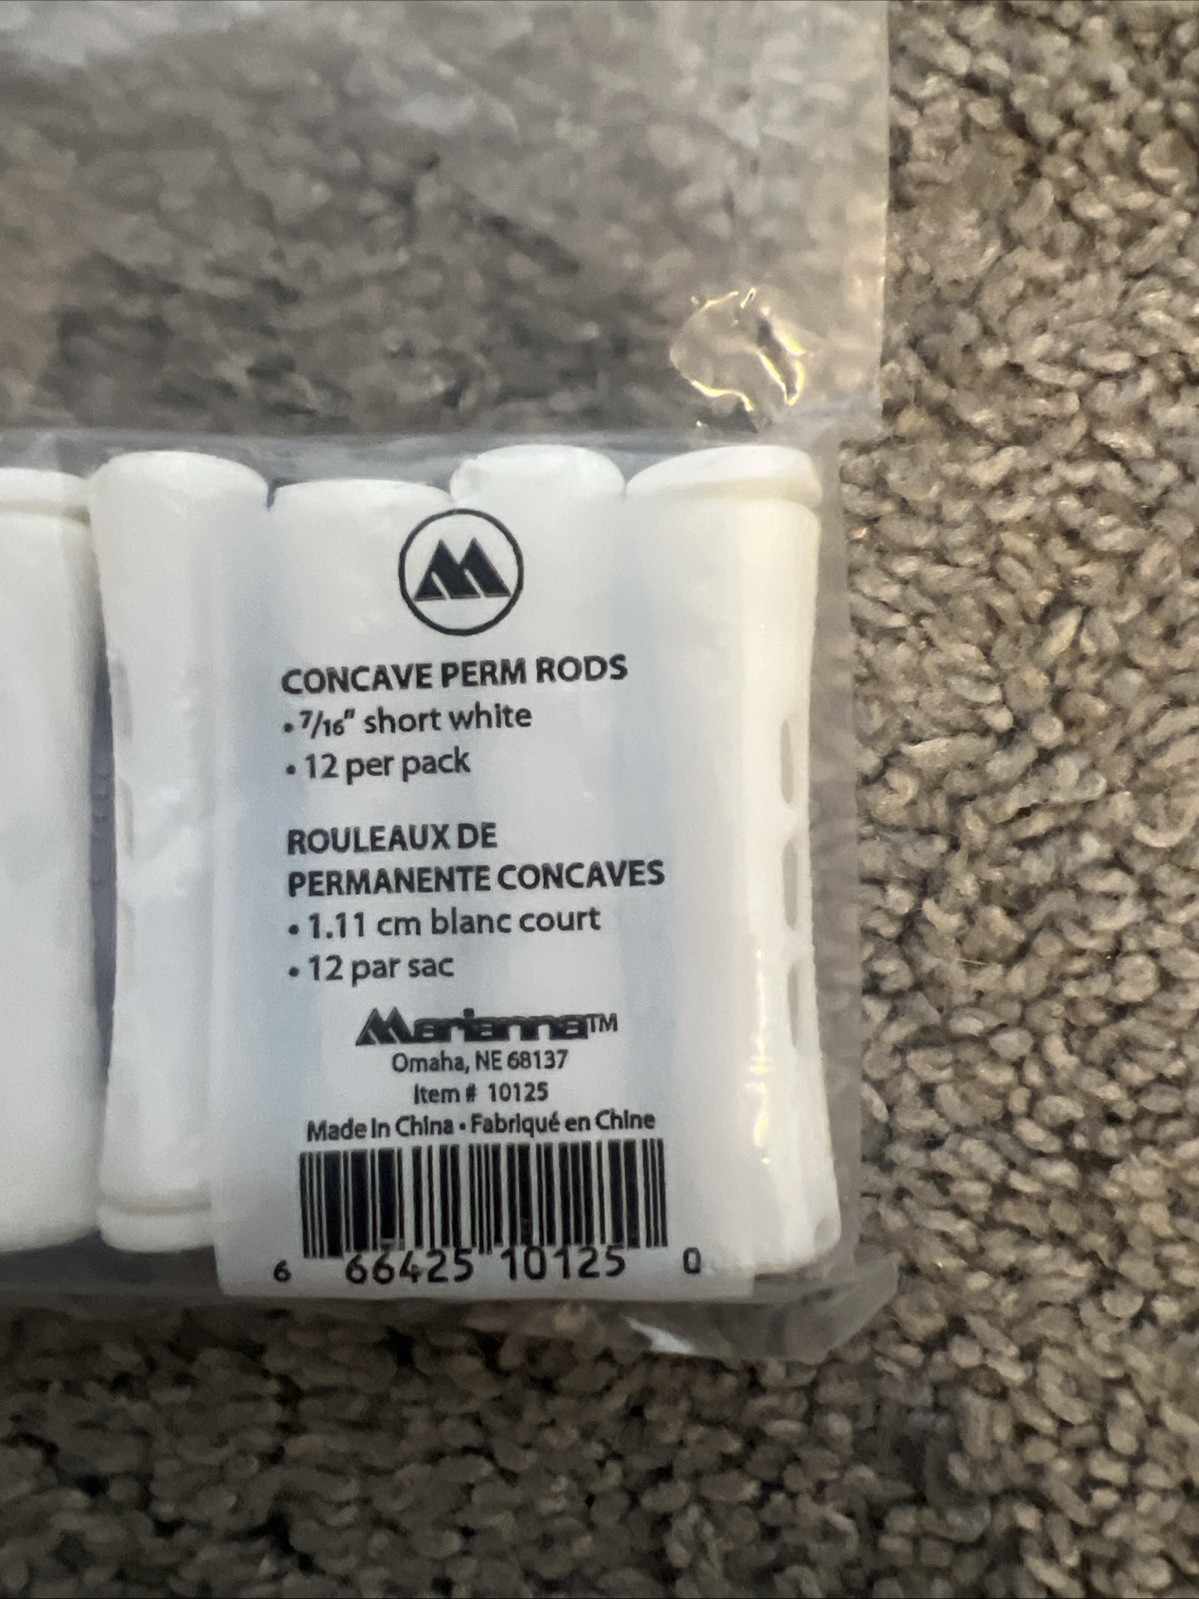 CONCAVE PERM RODS
• 7/16" short white
• 12 per pack
ROULEAUX DE
PERMANENTE CONCAVES
• 1.11 cm blanc court
• 12 par sac
Marianna™
Omaha, NE 68137
Item # 10125
Made in China • Fabriqué en Chine
6 66425 10125 0